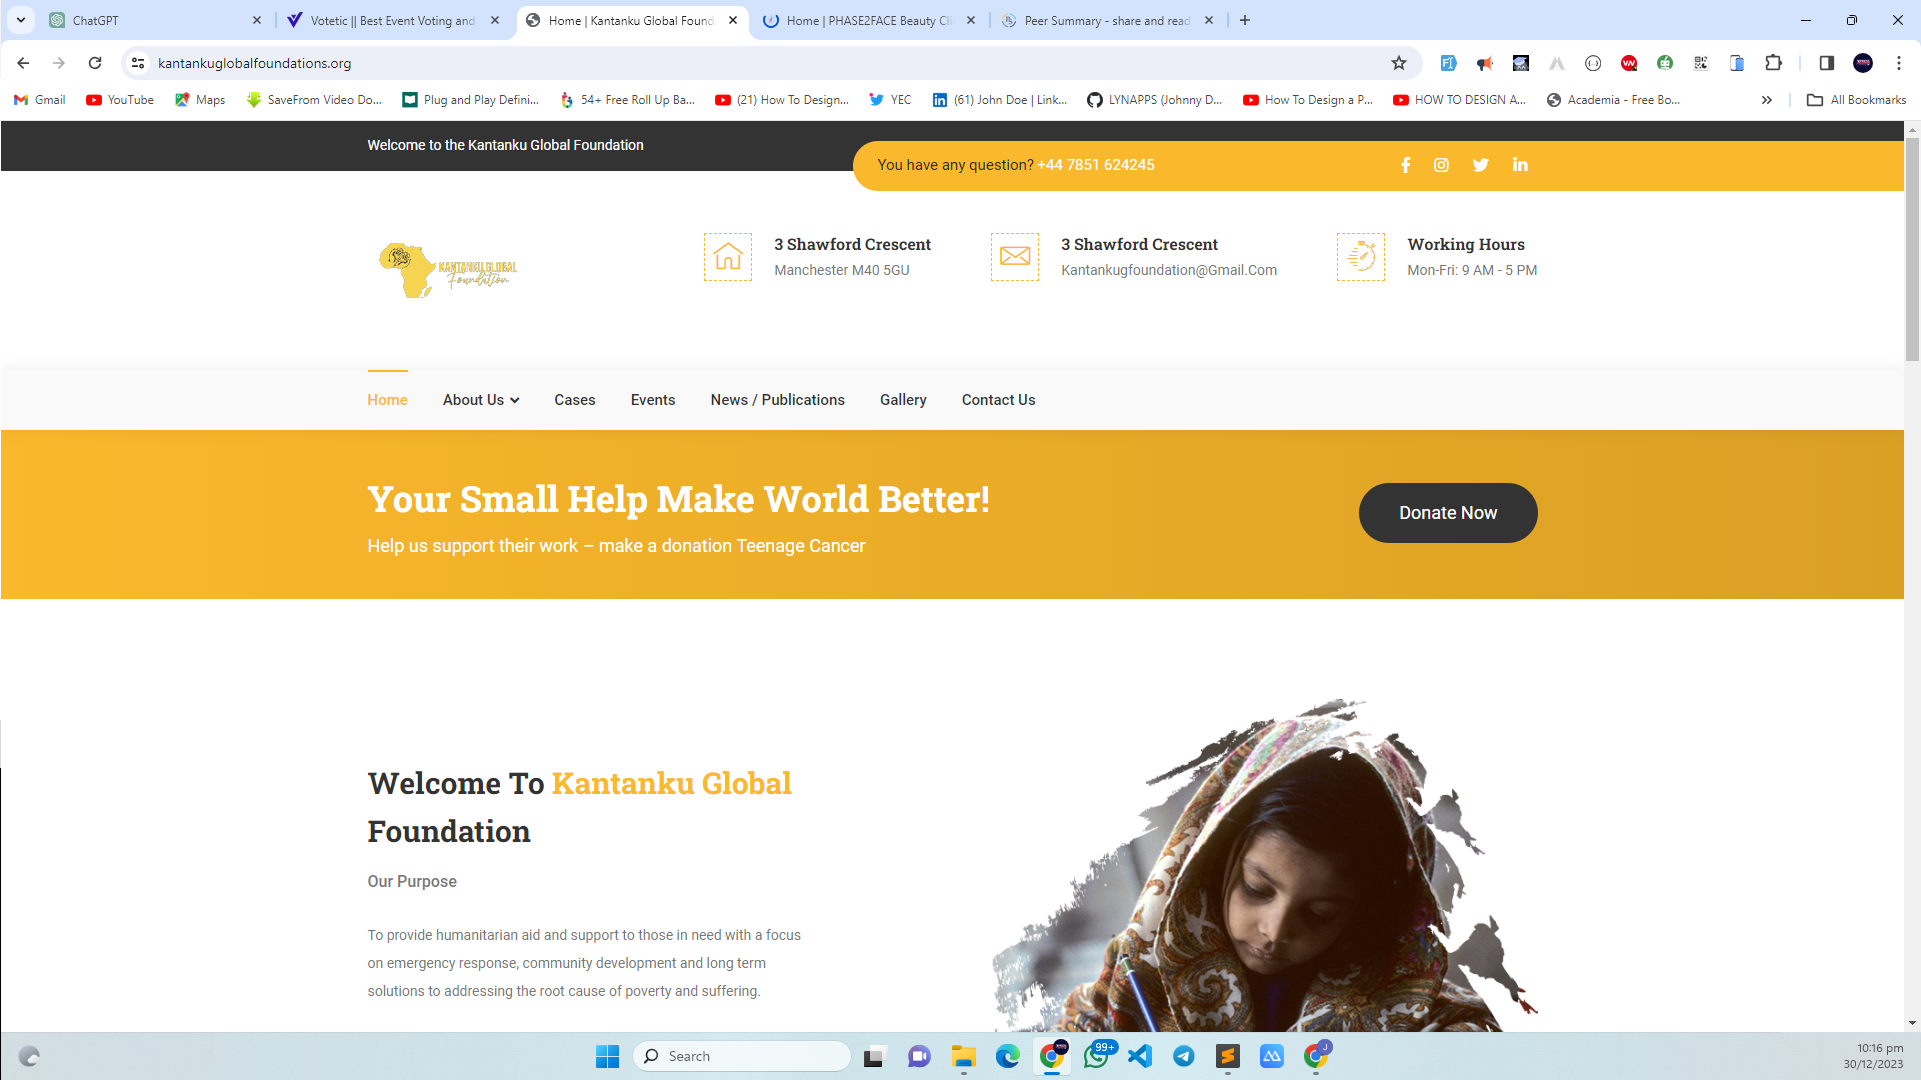 ChatGPT
Votetic || Best Event Voting and
Home | Kantanku Global Found
Home | PHASE2FACE Beauty Cli
Peer Summary - share and read
kantankuglobalfoundations.org
Gmail
YouTube
Maps
SaveFrom Video Do...
Plug and Play Defini...
54+ Free Roll Up Ba...
(21) How To Design...
YEC
(61) John Doe | Link...
LYNAPPS (Johnny D...
How To Design a P...
HOW TO DESIGN A...
Academia - Free Bo...
All Bookmarks
Welcome to the Kantanku Global Foundation
You have any question? +44 7851 624245
KANTANKU GLOBAL
Foundation
3 Shawford Crescent
Manchester M40 5GU
3 Shawford Crescent
Kantankugfoundation@Gmail.Com
Working Hours
Mon-Fri: 9 AM - 5 PM
Home
About Us
Cases
Events
News / Publications
Gallery
Contact Us
Your Small Help Make World Better!
Help us support their work – make a donation Teenage Cancer
Donate Now
Welcome To Kantanku Global
Foundation
Our Purpose
To provide humanitarian aid and support to those in need with a focus
on emergency response, community development and long term
solutions to addressing the root cause of poverty and suffering.
Search
99+
J
10:16 pm
30/12/2023